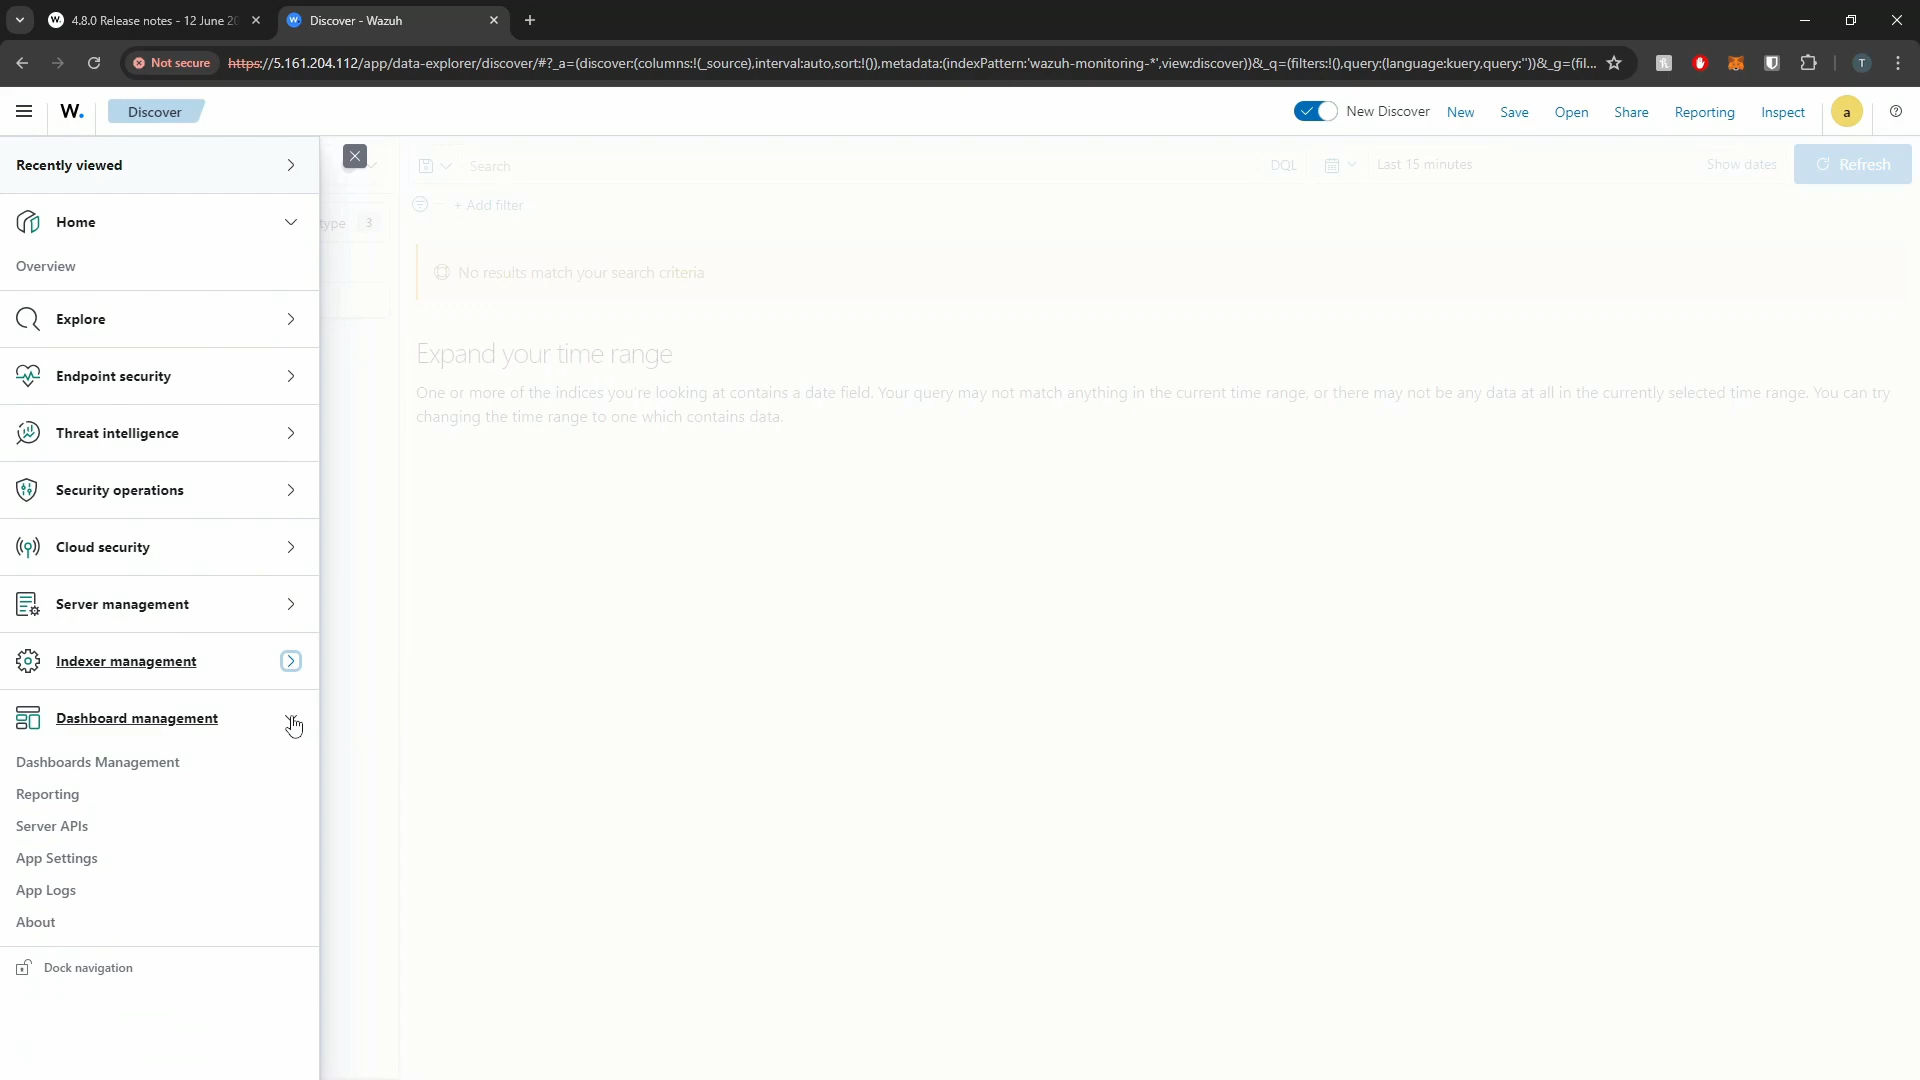 4.8.0 Release notes - 12 June 20
Discover - Wazuh
Not secure
https://5.161.204.112/app/data-explorer/discover/#?_a=(discover:(columns:!(_source),interval:auto,sort:!()),metadata:(indexPattern:'wazuh-monitoring-*',view:discover))&_q=(filters:!(),query:(language:kuery,query:''))&_g=(fil...
T
W.
Discover
New Discover
New
Save
Open
Share
Reporting
Inspect
a
Recently viewed
Search
DQL
Last 15 minutes
Show dates
Refresh
+ Add filter
Home
type 3
Overview
No results match your search criteria
Explore
Expand your time range
Endpoint security
One or more of the indices you're looking at contains a date field. Your query may not match anything in the current time range, or there may not be any data at all in the currently selected time range. You can try
changing the time range to one which contains data.
Threat intelligence
Security operations
Cloud security
Server management
Indexer management
Dashboard management
Dashboards Management
Reporting
Server APIs
App Settings
App Logs
About
Dock navigation